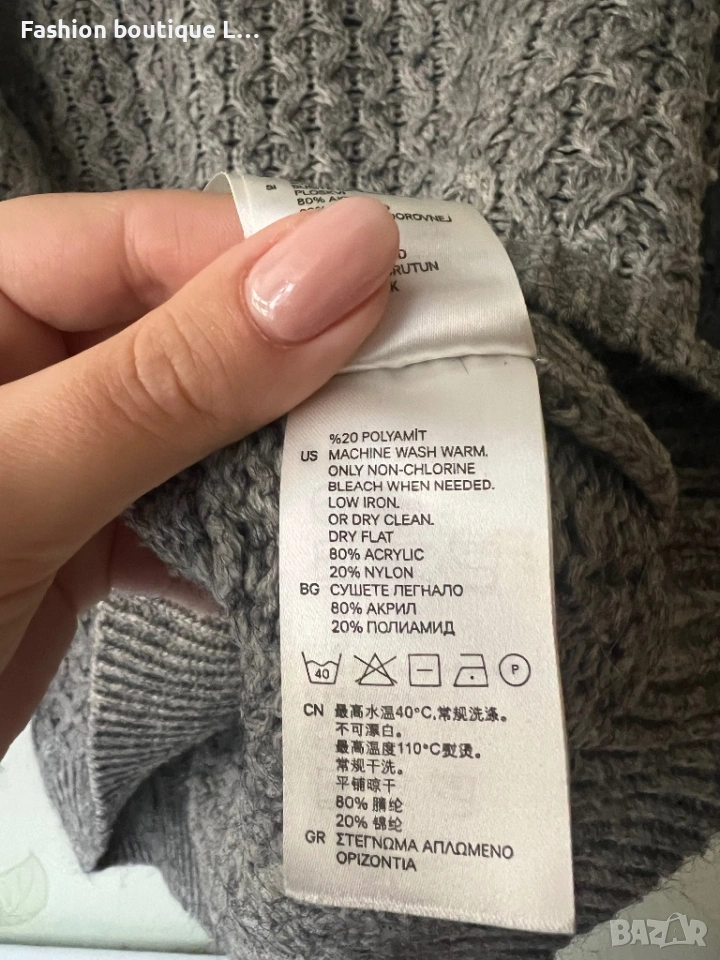 Fashion boutique L...
PLOSKVI
80% AK
DOROVNEJ
RUTUN
%20 POLYAMİT
US MACHINE WASH WARM.
ONLY NON-CHLORINE
BLEACH WHEN NEEDED.
LOW IRON.
OR DRY CLEAN.
DRY FLAT
80% ACRYLIC
20% NYLON
BG СУШЕТЕ ЛЕГНАЛО
80% АКРИЛ
20% ПОЛИАМИД
40 P
CN 最高水温40°C,常规洗涤。
不可漂白。
最高温度110°C熨烫。
常规干洗。
平铺晾干
80% 腈纶
20% 锦纶
GR ΣΤΕΓΝΩΜΑ ΑΠΛΩΜΕΝΟ
ΟΡΙΖΟΝΤΙΑ
BAZAR